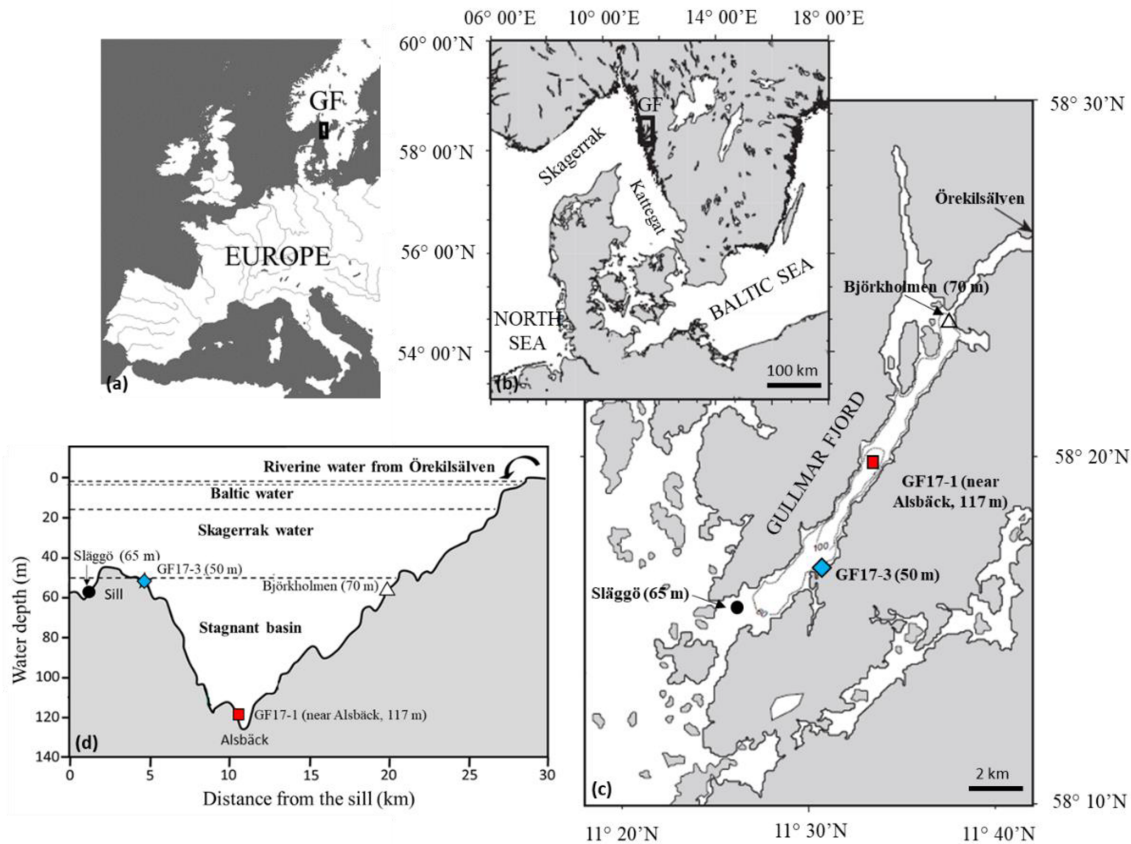 06° 00'E 10° 00'E 14° 00'E 18° 00'E
60° 00'N
58° 00'N
56° 00'N
54° 00'N
GF
EUROPE
(a)
GF
Skagerrak
Kattegat
NORTH
SEA
BALTIC SEA
100 km
(b)
58° 30'N
58° 20'N
58° 10'N
Örekilsälven
Björkholmen (70 m)
GULLMAR FJORD
GF17-1 (near
Alsbäck, 117 m)
100
GF17-3 (50 m)
Släggö (65 m)
2 km
(c)
11° 20'N 11° 30'N 11° 40'N
Riverine water from Örekilsälven
Baltic water
Skagerrak water
Släggö (65 m)
GF17-3 (50 m)
Björkholmen (70 m)
Sill
Stagnant basin
GF17-1 (near Alsbäck, 117 m)
Alsbäck
(d)
Water depth (m)
0
20
40
60
80
100
120
140
0 5 10 15 20 25 30
Distance from the sill (km)